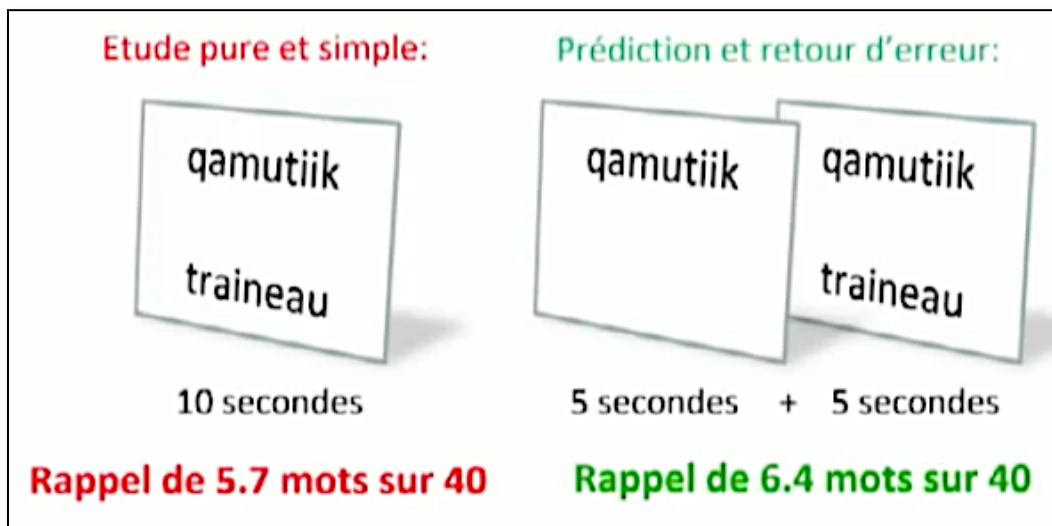 Etude pure et simple:
qamutiik
traineau
10 secondes
Rappel de 5.7 mots sur 40
Prédiction et retour d'erreur:
qamutiik
qamutiik
traineau
5 secondes + 5 secondes
Rappel de 6.4 mots sur 40